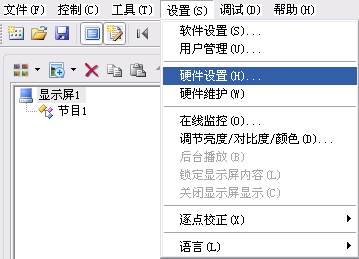 文件(F) 控制(C) 工具(T) 设置(S) 调试(D) 帮助(H)
软件设置(S)...
用户管理(U)...
硬件设置(H)...
硬件维护(W)
在线监控(O)...
调节亮度/对比度/颜色(D)...
后台播放(B)
锁定显示屏内容(L)
关闭显示屏显示(C)
逐点校正(X)
语言(L)
显示屏1
节目1